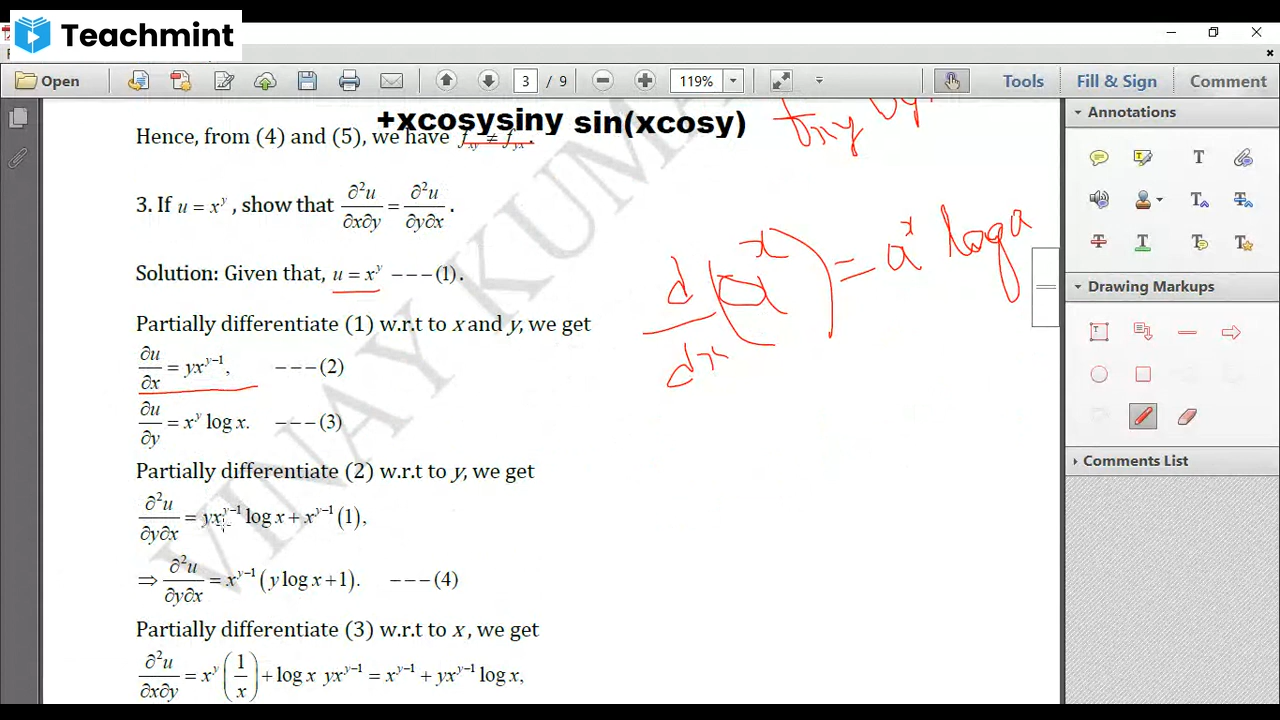 Teachmint
Open
3 / 9
119%
Tools
Fill & Sign
Comment
+xcosysiny sin(xcosy)
Hence, from (4) and (5), we have f_xy ≠ f_yx.
3. If u = x^y, show that ∂²u/∂x∂y = ∂²u/∂y∂x.
Solution: Given that, u = x^y ---(1).
Partially differentiate (1) w.r.t to x and y, we get
∂u/∂x = yx^(y−1), ---(2)
∂u/∂y = x^y log x. ---(3)
Partially differentiate (2) w.r.t to y, we get
∂²u/∂y∂x = yx^(y−1) log x + x^(y−1)(1),
⇒ ∂²u/∂y∂x = x^(y−1)(y log x + 1). ---(4)
Partially differentiate (3) w.r.t to x, we get
∂²u/∂x∂y = x^y(1/x) + log x yx^(y−1) = x^(y−1) + yx^(y−1) log x,
d/dx (a^x) = a^x log a
VINAY KUMA
Annotations
T
T
T
T
T
T
T
T
Drawing Markups
T
Comments List